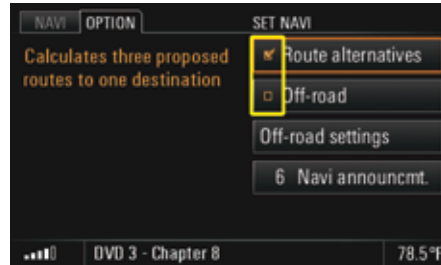 NAVI OPTION SET NAVI
Calculates three proposed
routes to one destination
Route alternatives
Off-road
Off-road settings
6 Navi announcmt.
DVD 3 - Chapter 8 78.5°F